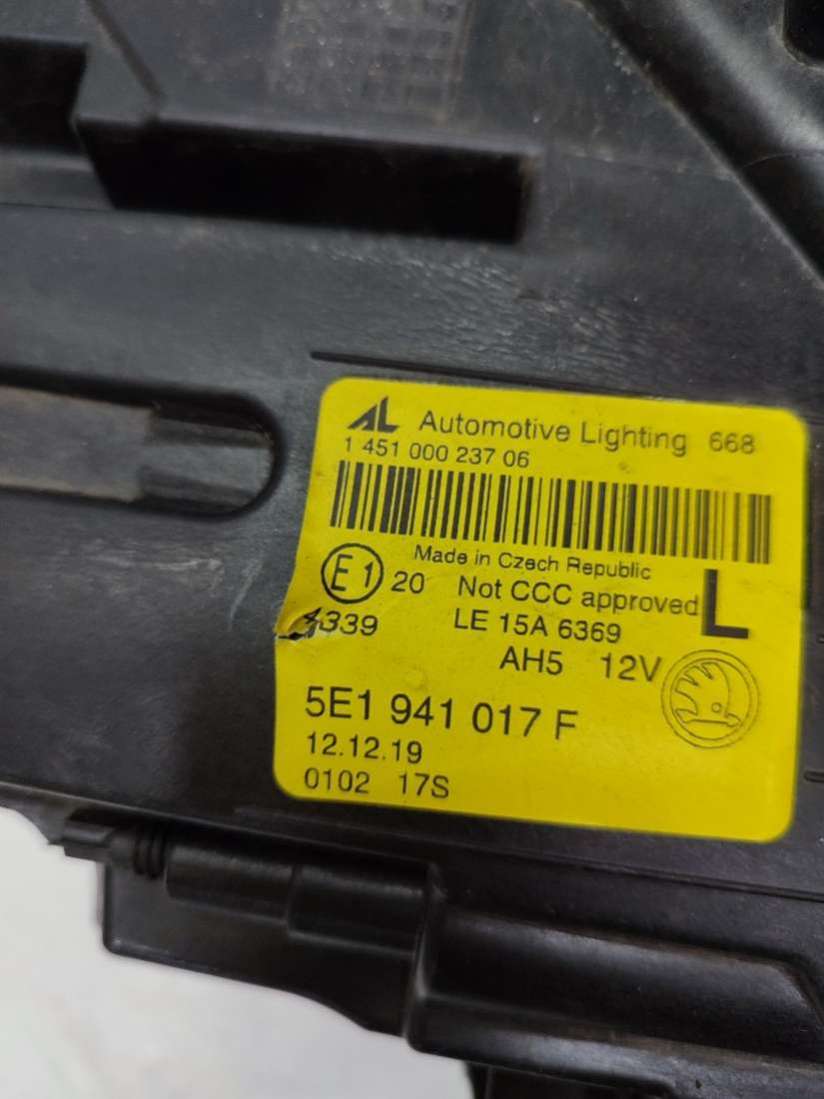 AL Automotive Lighting 668
1 451 000 237 06
Made in Czech Republic
E1 20 Not CCC approved L
4339 LE 15A 6369
AH5 12V
5E1 941 017 F
12.12.19
0102 17S